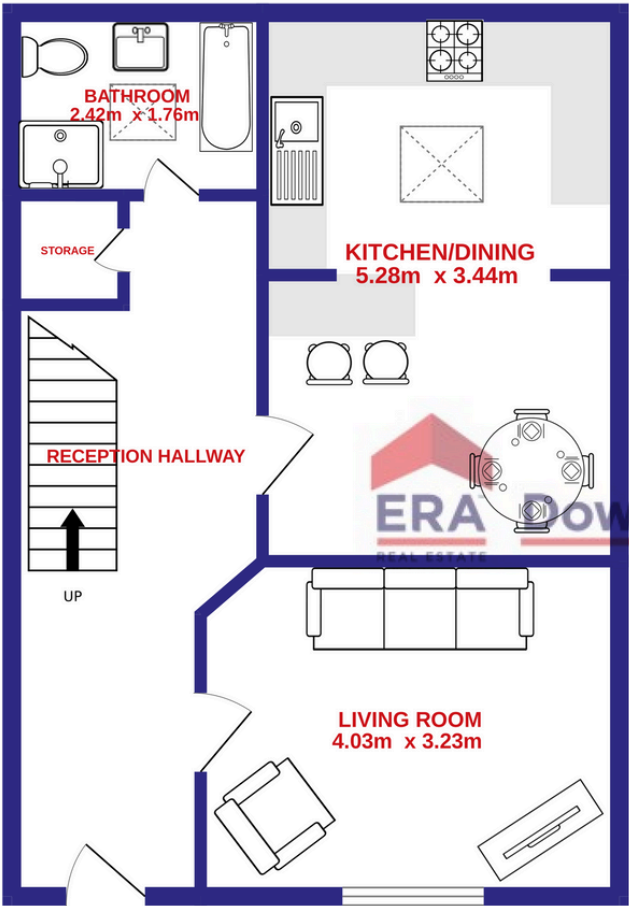 BATHROOM
2.42m x 1.76m
STORAGE
KITCHEN/DINING
5.28m x 3.44m
RECEPTION HALLWAY
ERA
REAL ESTATE
UP
LIVING ROOM
4.03m x 3.23m